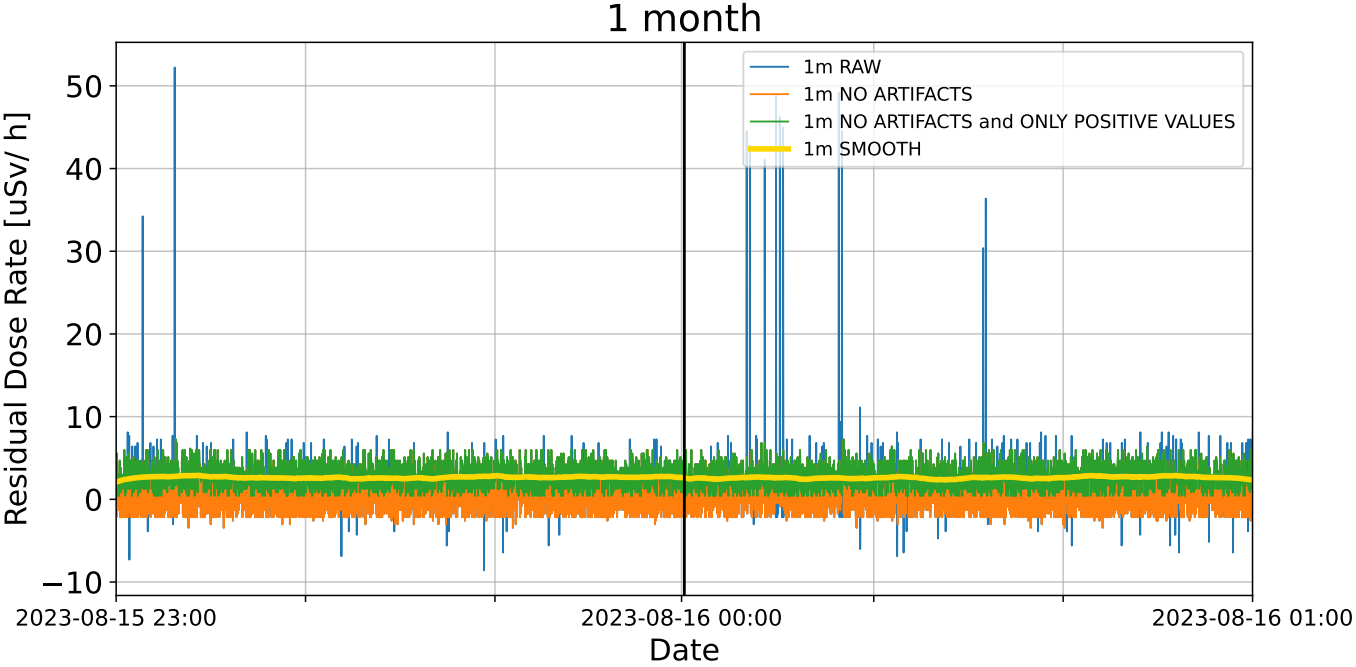 1 month
Residual Dose Rate [uSv/ h]
50
40
30
20
10
0
−10
1m RAW
1m NO ARTIFACTS
1m NO ARTIFACTS and ONLY POSITIVE VALUES
1m SMOOTH
2023-08-15 23:00
2023-08-16 00:00
2023-08-16 01:00
Date